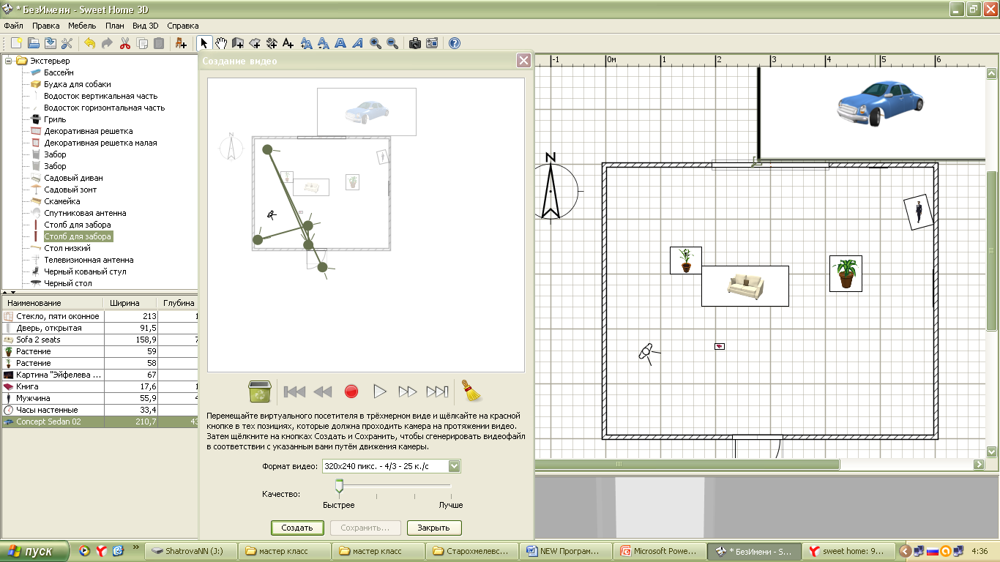 * БезИмени - Sweet Home 3D
Файл Правка Мебель План Вид 3D Справка
Экстерьер
Бассейн
Будка для собаки
Водосток вертикальная часть
Водосток горизонтальная часть
Гриль
Декоративная решетка
Декоративная решетка малая
Забор
Забор
Садовый диван
Садовый зонт
Скамейка
Спутниковая антенна
Столб для забора
Столб для забора
Стол низкий
Телевизионная антенна
Черный кованый стул
Черный стол
Наименование Ширина Глубина
Стекло, пяти оконное 213 1
Дверь, открытая 91,5
Sofa 2 seats 158,9 7
Растение 59
Растение 58
Картина "Эйфелева ... 67
Книга 17,6 1
Мужчина 55,9 4
Часы настенные 33,4
Concept Sedan 02 210,7 43
Создание видео
N
Перемещайте виртуального посетителя в трёхмерном виде и щёлкайте на красной
кнопке в тех позициях, которые должна проходить камера на протяжении видео.
Затем щёлкните на кнопках Создать и Сохранить, чтобы сгенерировать видеофайл
в соответствии с указанным вами путём движения камеры.
Формат видео: 320x240 пикс. - 4/3 - 25 к./с
Качество:
Быстрее Лучше
Создать Сохранить... Закрыть
-1 0м 1 2 3 4 5 6
N
пуск
ShatrovaNN (J:)
мастер класс
мастер класс
Старохмелевс...
NEW Програм...
Microsoft Powe...
* БезИмени - S...
sweet home: 9...
4:36